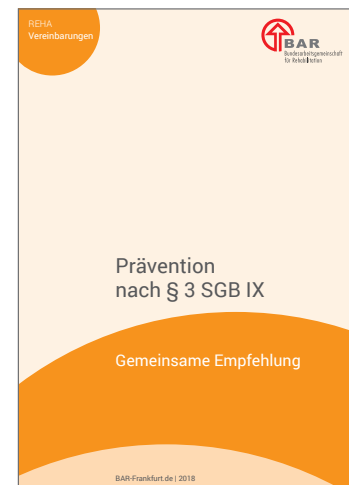 REHA
Vereinbarungen
BAR
Bundesarbeitsgemeinschaft
für Rehabilitation
Prävention
nach § 3 SGB IX
Gemeinsame Empfehlung
BAR-Frankfurt.de | 2018